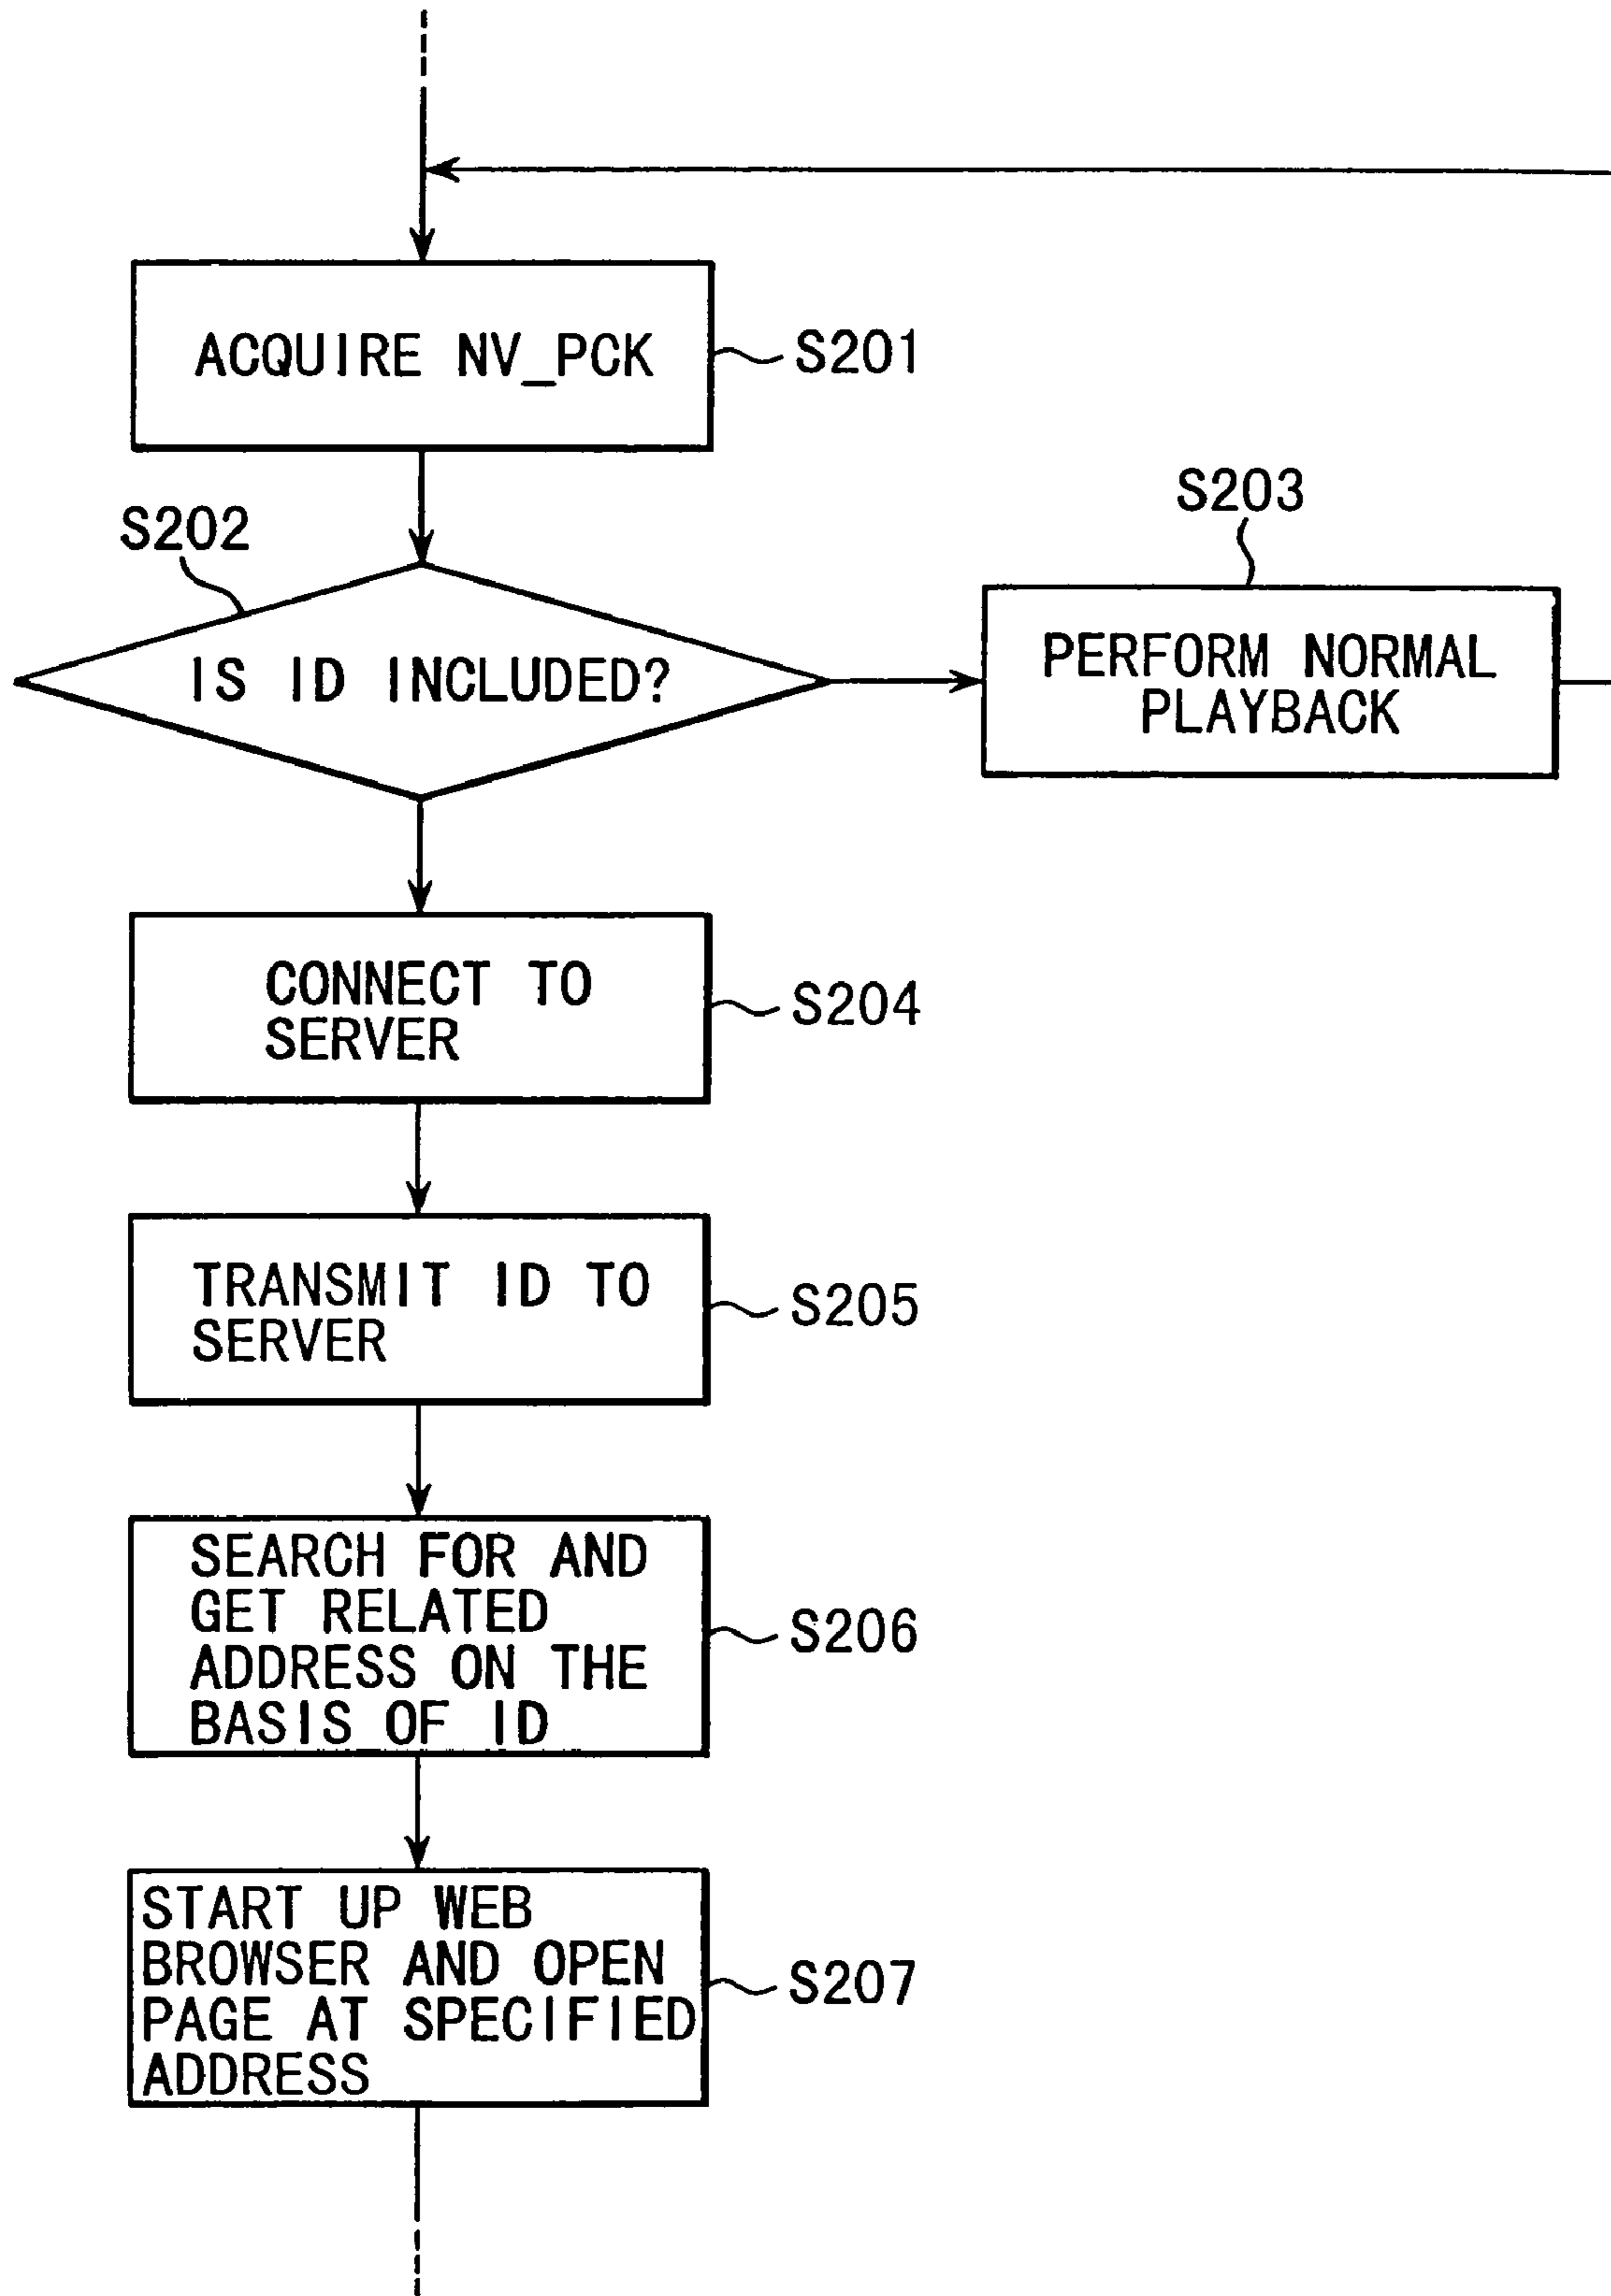 ACQUIRE NV_PCK
S201
S202
IS ID INCLUDED?
S203
PERFORM NORMAL
PLAYBACK
CONNECT TO
SERVER
S204
TRANSMIT ID TO
SERVER
S205
SEARCH FOR AND
GET RELATED
ADDRESS ON THE
BASIS OF ID
S206
START UP WEB
BROWSER AND OPEN
PAGE AT SPECIFIED
ADDRESS
S207